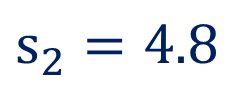 s₂ = 4.8